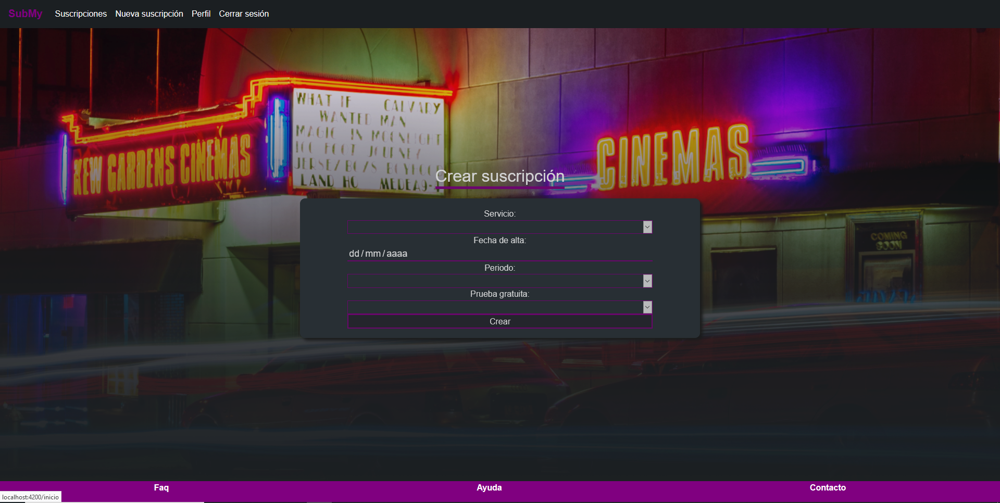 SubMy Suscripciones Nueva suscripción Perfil Cerrar sesión
WHAT IF CALVARY
WANTED MAN
MAGIC IN MOONLIGHT
100 FOOT JOURNEY
JERSEY BOYS BOYHOOD
LAND HO MEDEA9-
KEW GARDENS CINEMAS
CINEMAS
COMING
SOON
Crear suscripción
Servicio:
Fecha de alta:
dd/mm/aaaa
Periodo:
Prueba gratuita:
Crear
Faq Ayuda Contacto
localhost:4200/inicio